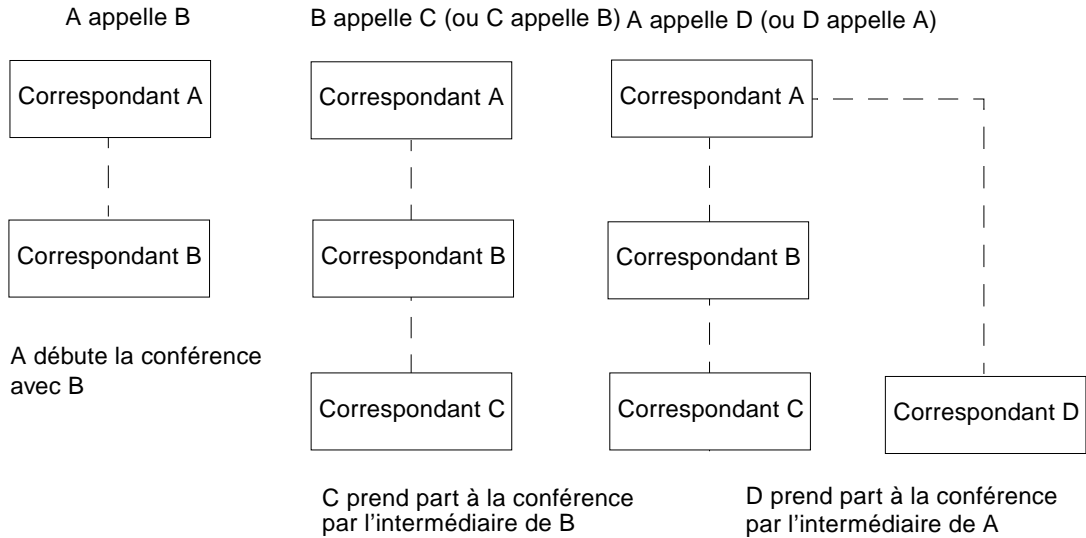 A appelle B
B appelle C (ou C appelle B)
A appelle D (ou D appelle A)
Correspondant A
Correspondant A
Correspondant A
Correspondant B
Correspondant B
Correspondant B
A débute la conférence
avec B
Correspondant C
Correspondant C
Correspondant D
C prend part à la conférence
par l'intermédiaire de B
D prend part à la conférence
par l'intermédiaire de A